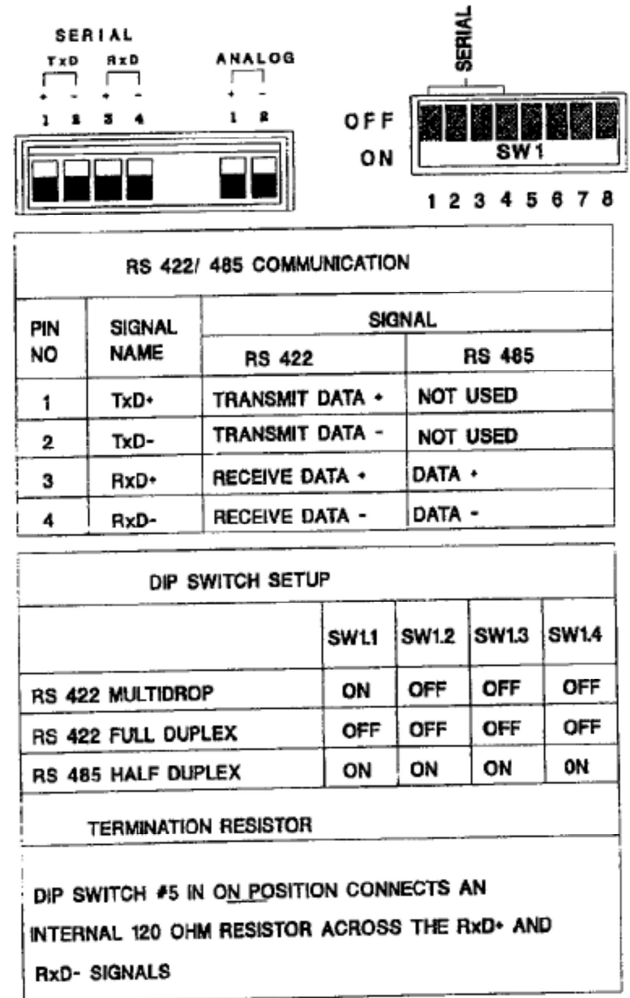 SERIAL
TxD RxD
+ - + -
1 2 3 4
ANALOG
+ -
1 2
SERIAL
OFF
ON
SW1
1 2 3 4 5 6 7 8
RS 422/ 485 COMMUNICATION
PIN NO SIGNAL NAME SIGNAL
RS 422 RS 485
1 TxD+ TRANSMIT DATA + NOT USED
2 TxD- TRANSMIT DATA - NOT USED
3 RxD+ RECEIVE DATA + DATA +
4 RxD- RECEIVE DATA - DATA -
DIP SWITCH SETUP
SW1.1 SW1.2 SW1.3 SW1.4
RS 422 MULTIDROP ON OFF OFF OFF
RS 422 FULL DUPLEX OFF OFF OFF OFF
RS 485 HALF DUPLEX ON ON ON ON
TERMINATION RESISTOR
DIP SWITCH #5 IN ON POSITION CONNECTS AN
INTERNAL 120 OHM RESISTOR ACROSS THE RxD+ AND
RxD- SIGNALS